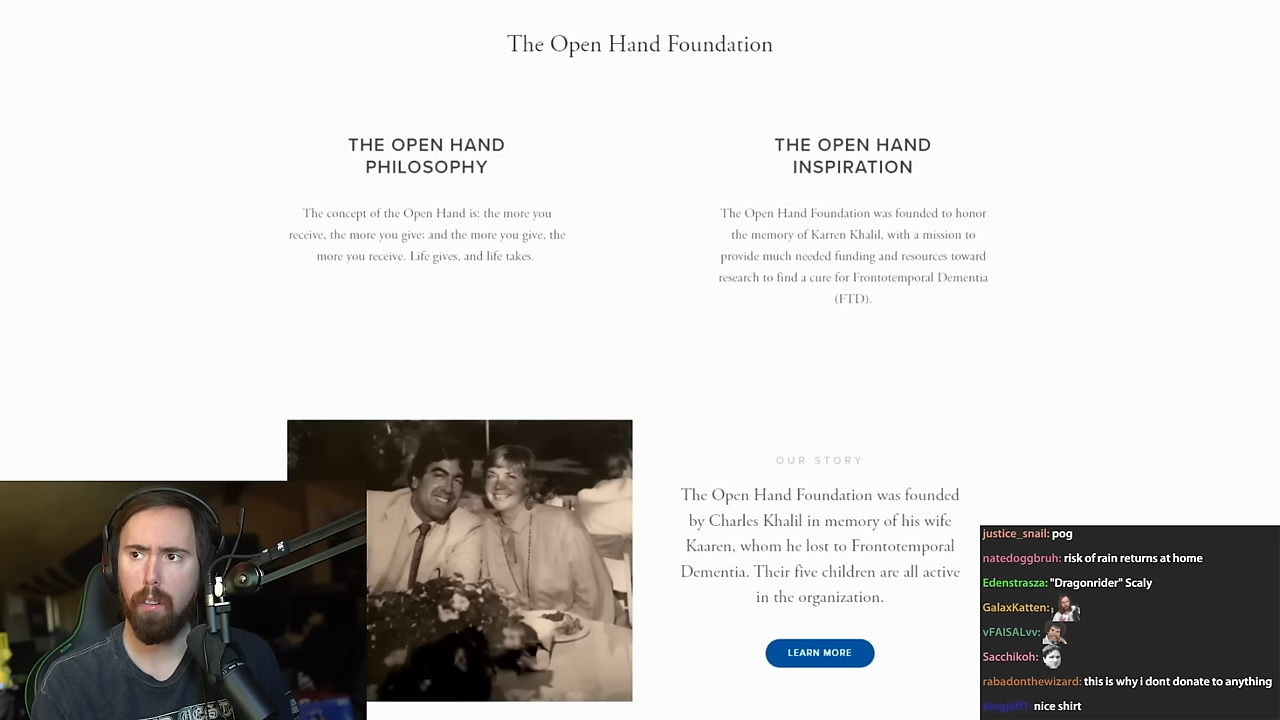 The Open Hand Foundation
THE OPEN HAND
PHILOSOPHY
The concept of the Open Hand is: the more you
receive, the more you give; and the more you give, the
more you receive. Life gives, and life takes.
THE OPEN HAND
INSPIRATION
The Open Hand Foundation was founded to honor
the memory of Karren Khalil, with a mission to
provide much needed funding and resources toward
research to find a cure for Frontotemporal Dementia
(FTD).
OUR STORY
The Open Hand Foundation was founded
by Charles Khalil in memory of his wife
Kaaren, whom he lost to Frontotemporal
Dementia. Their five children are all active
in the organization.
LEARN MORE
justice_snail: pog
natedoggbruh: risk of rain returns at home
Edenstrasza: "Dragonrider" Scaly
GalaxKatten:
vFAISALvv:
Sacchikoh:
rabadonthewizard: this is why i dont donate to anything
nice shirt